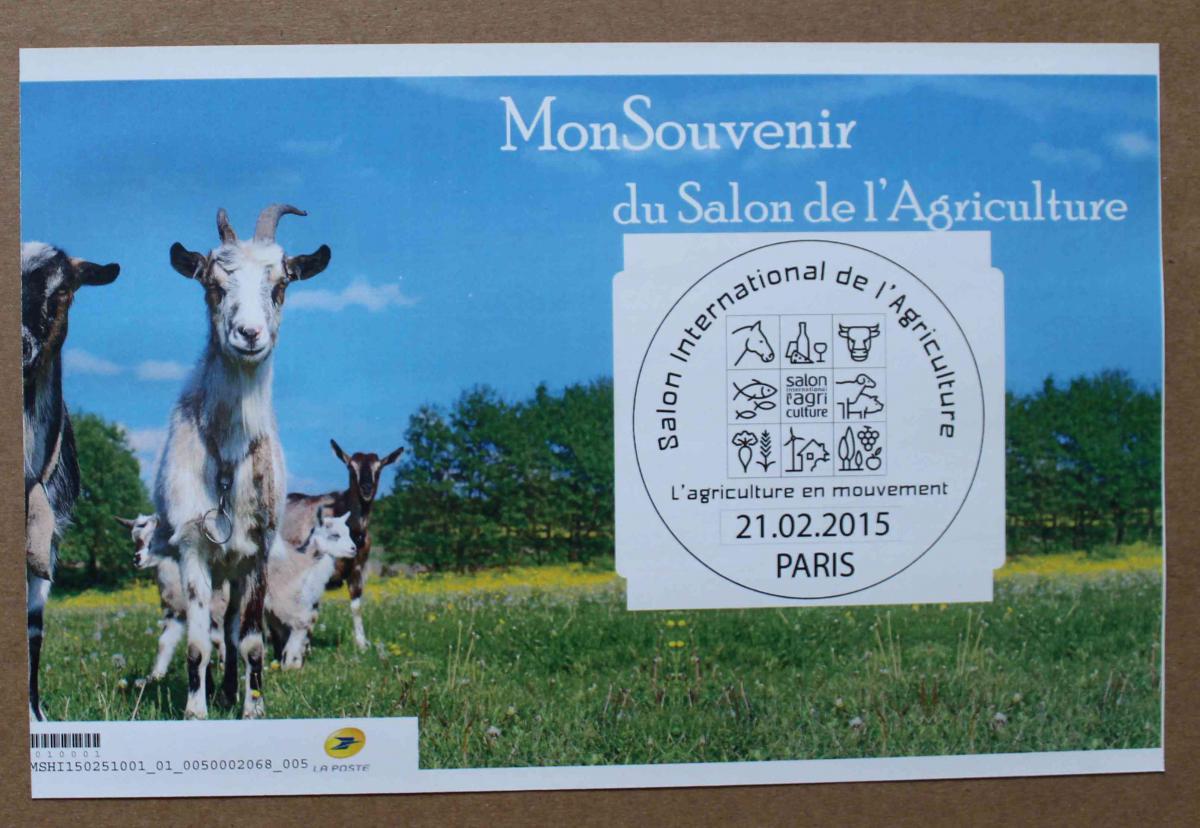 MonSouvenir
du Salon de l'Agriculture
Salon International de l'Agriculture
salon
international
de l'agri
culture
L'agriculture en mouvement
21.02.2015
PARIS
010001
MSHI150251001_01_0050002068_005
LA POSTE